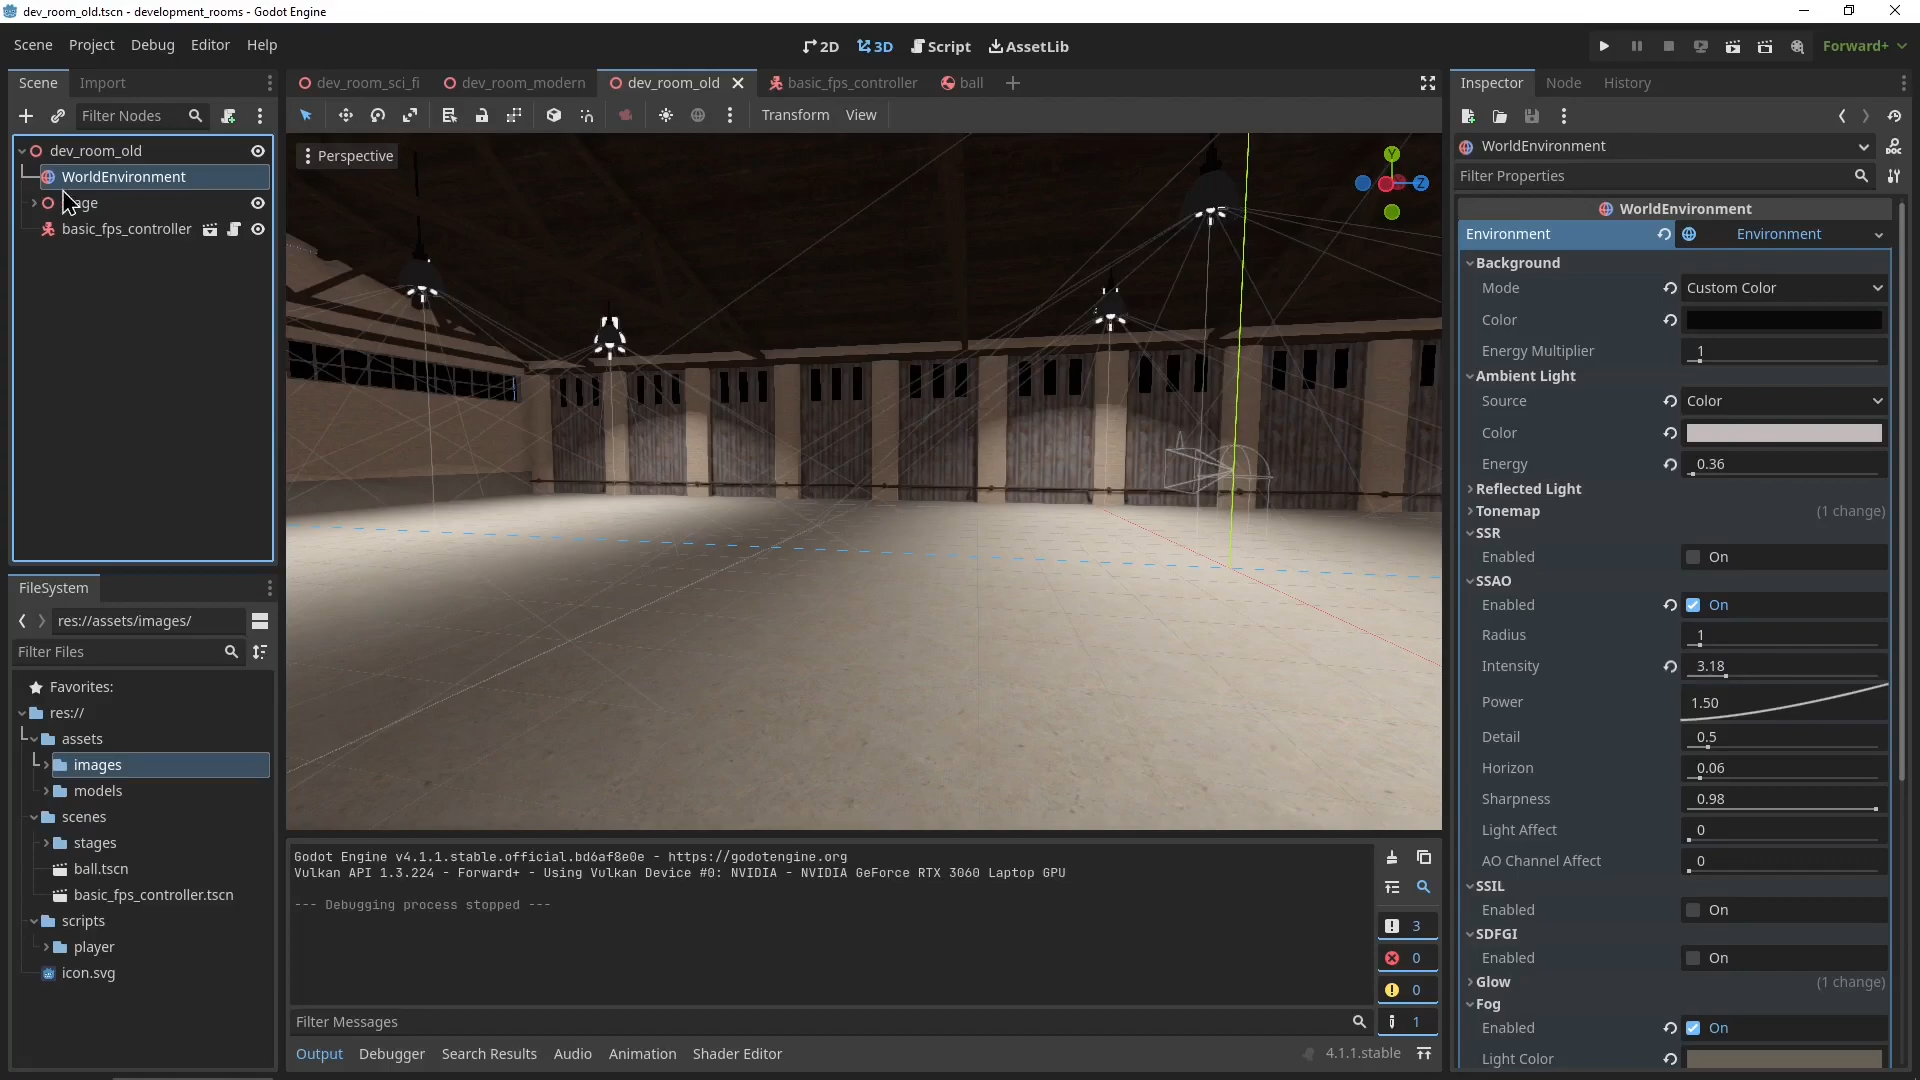 dev_room_old.tscn - development_rooms - Godot Engine
Scene Project Debug Editor Help
2D 3D Script AssetLib
Forward+
Scene Import
dev_room_sci_fi dev_room_modern dev_room_old basic_fps_controller ball
Inspector Node History
Filter Nodes
Transform View
dev_room_old
WorldEnvironment
basic_fps_controller
Perspective
Y
Z
WorldEnvironment
Filter Properties
WorldEnvironment
Environment Environment
Background
Mode Custom Color
Color
Energy Multiplier 1
Ambient Light
Source Color
Color
Energy 0.36
Reflected Light
Tonemap (1 change)
SSR
Enabled On
SSAO
Enabled On
Radius 1
Intensity 3.18
Power 1.50
Detail 0.5
Horizon 0.06
Sharpness 0.98
Light Affect 0
AO Channel Affect 0
SSIL
Enabled On
SDFGI
Enabled On
Glow (1 change)
Fog
Enabled On
Light Color
FileSystem
res://assets/images/
Filter Files
Favorites:
res://
assets
images
models
scenes
stages
ball.tscn
basic_fps_controller.tscn
scripts
player
icon.svg
Godot Engine v4.1.1.stable.official.bd6af8e0e - https://godotengine.org
Vulkan API 1.3.224 - Forward+ - Using Vulkan Device #0: NVIDIA - NVIDIA GeForce RTX 3060 Laptop GPU
--- Debugging process stopped ---
3
0
0
1
Filter Messages
Output Debugger Search Results Audio Animation Shader Editor
4.1.1.stable